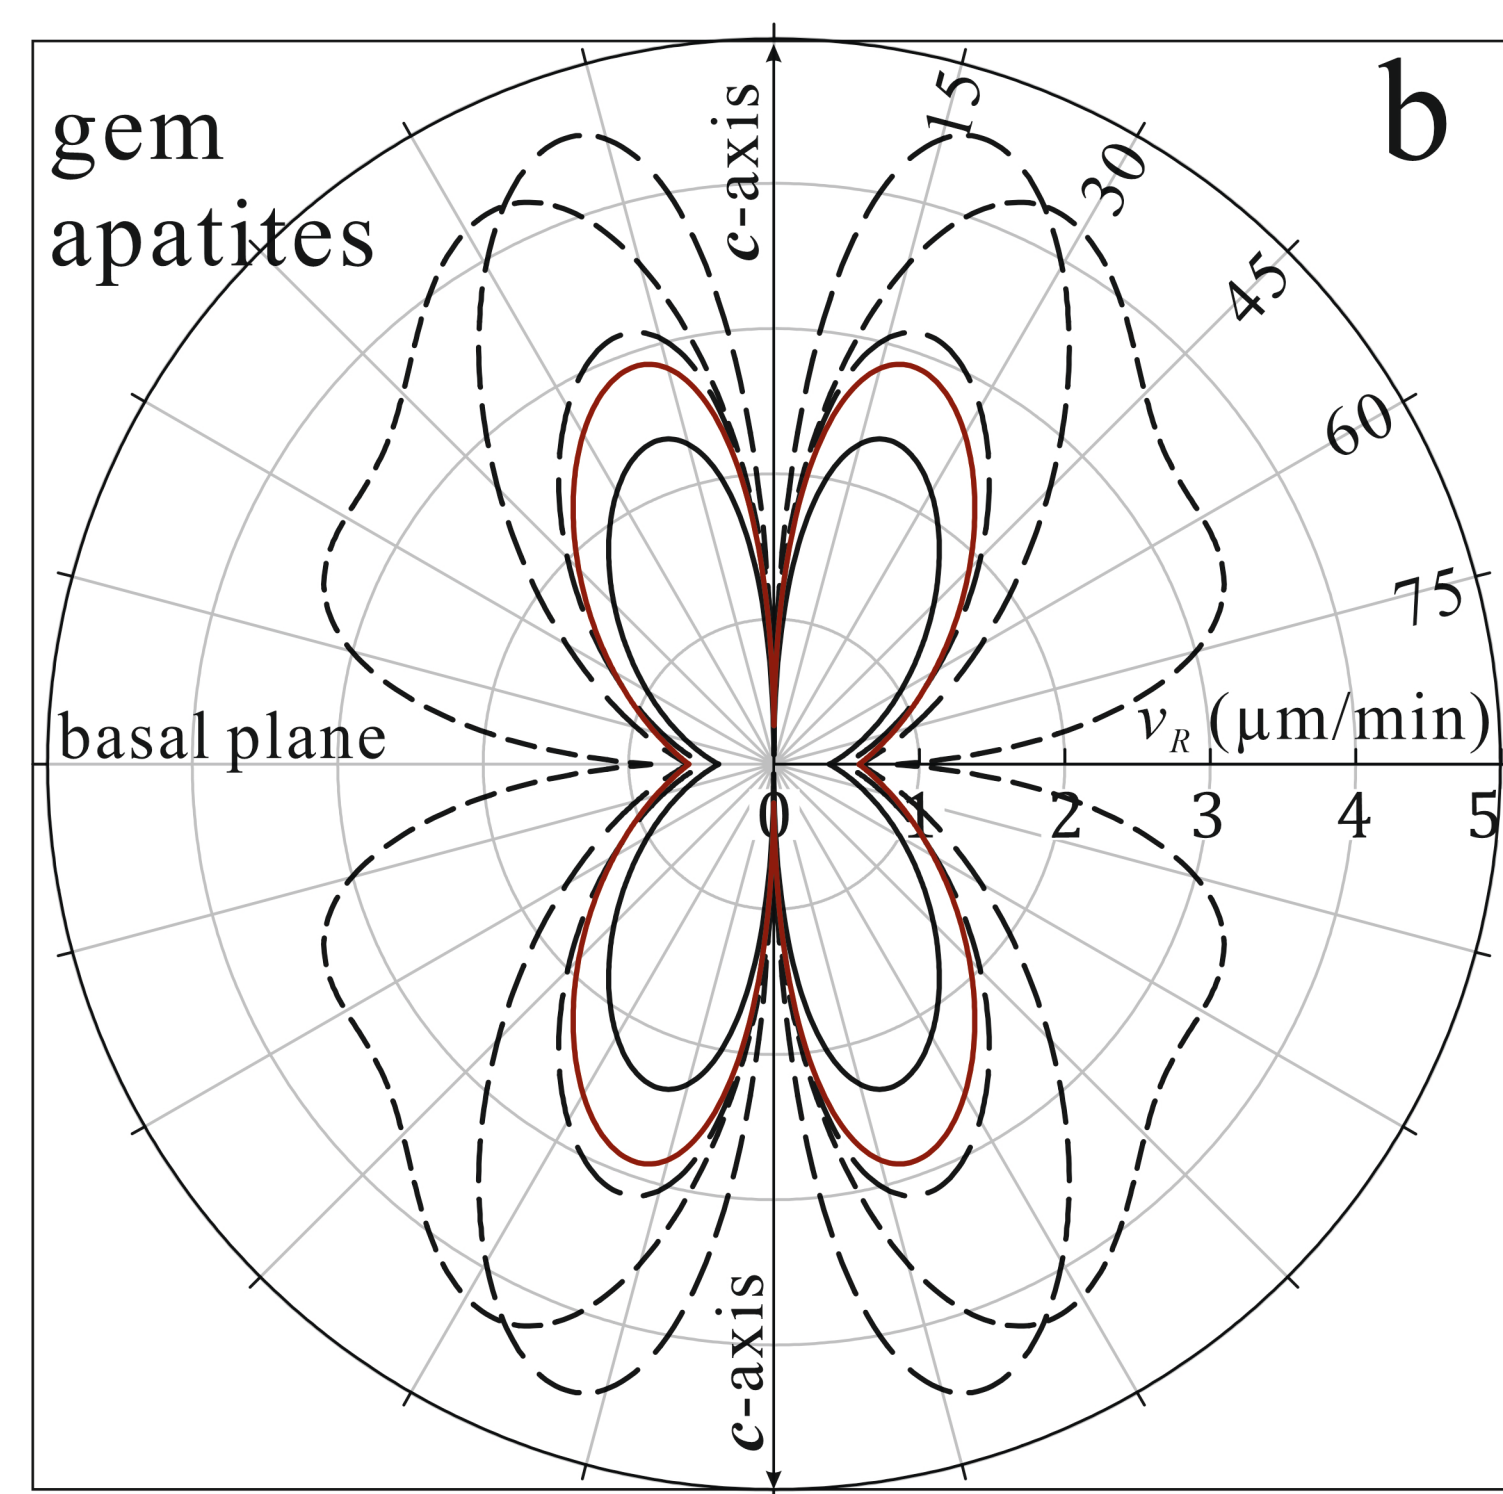 gem
apatites
b
c-axis
15
30
45
60
75
basal plane
vR (μm/min)
0 1 2 3 4 5
c-axis